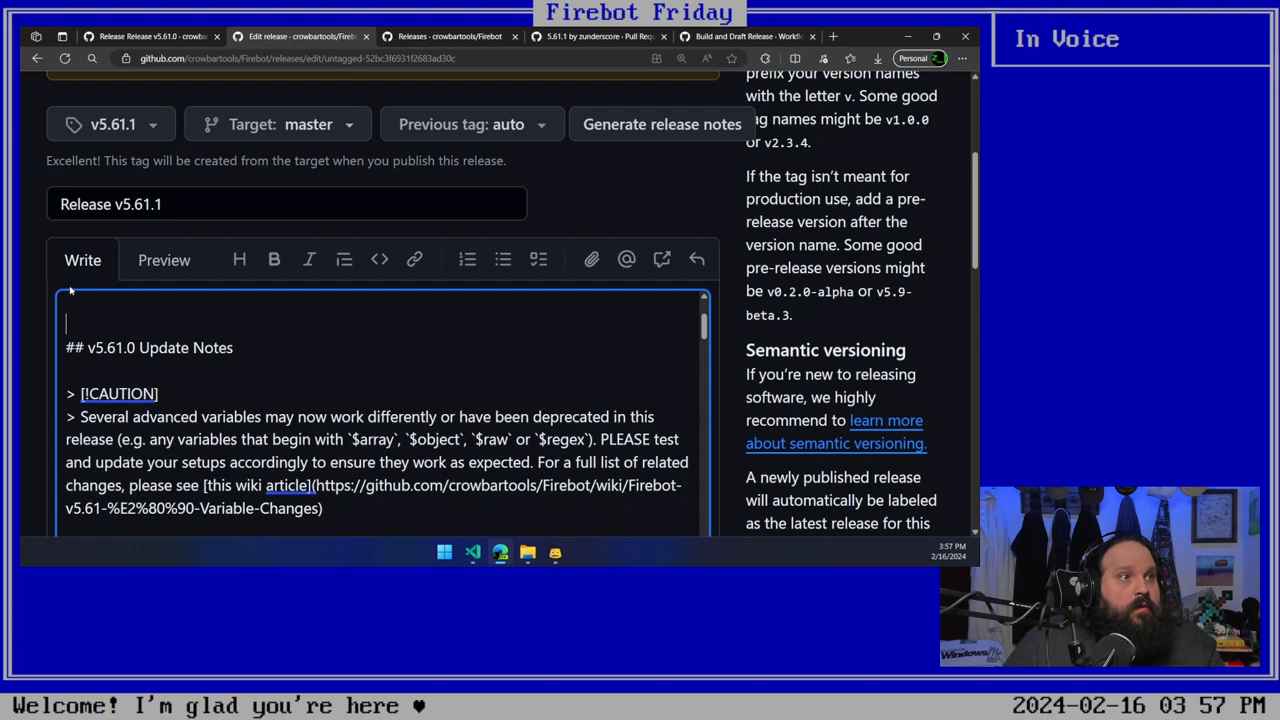 Firebot Friday
Release Release v5.61.0 · crowba
Edit release · crowbartools/Fireb
Releases · crowbartools/Firebot
5.61.1 by zunderscore · Pull Req
Build and Draft Release · Workfl
github.com/crowbartools/Firebot/releases/edit/untagged-52bc3f6931f2683ad30c
Personal
In Voice
prefix your version names
with the letter v. Some good
tag names might be v1.0.0
or v2.3.4.
v5.61.1
Target: master
Previous tag: auto
Generate release notes
Excellent! This tag will be created from the target when you publish this release.
If the tag isn't meant for
production use, add a pre-
release version after the
version name. Some good
pre-release versions might
be v0.2.0-alpha or v5.9-
beta.3.
Release v5.61.1
Write
Preview
## v5.61.0 Update Notes
> [!CAUTION]
> Several advanced variables may now work differently or have been deprecated in this
release (e.g. any variables that begin with `$array`, `$object`, `$raw` or `$regex`). PLEASE test
and update your setups accordingly to ensure they work as expected. For a full list of related
changes, please see [this wiki article](https://github.com/crowbartools/Firebot/wiki/Firebot-
v5.61-%E2%80%90-Variable-Changes)
Semantic versioning
If you're new to releasing
software, we highly
recommend to learn more
about semantic versioning.
A newly published release
will automatically be labeled
as the latest release for this
3:57 PM
2/16/2024
Welcome! I'm glad you're here ♥
2024-02-16 03 57 PM